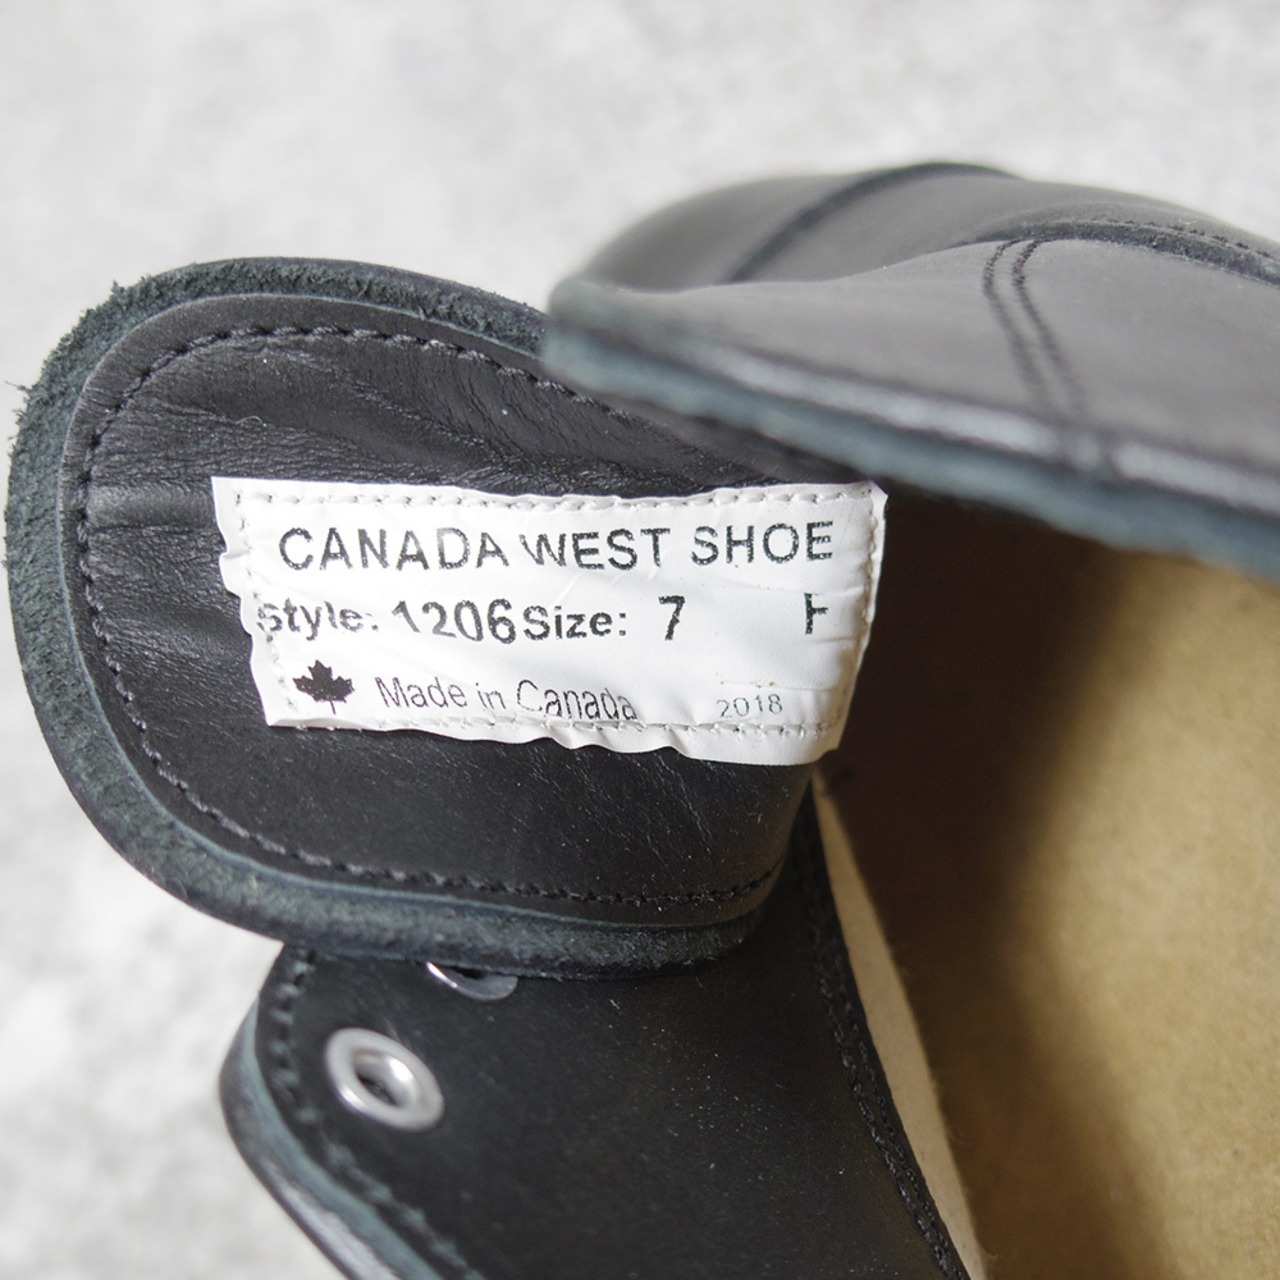 CANADA WEST SHOE
Style: 1206 Size: 7 F
Made in Canada 2018